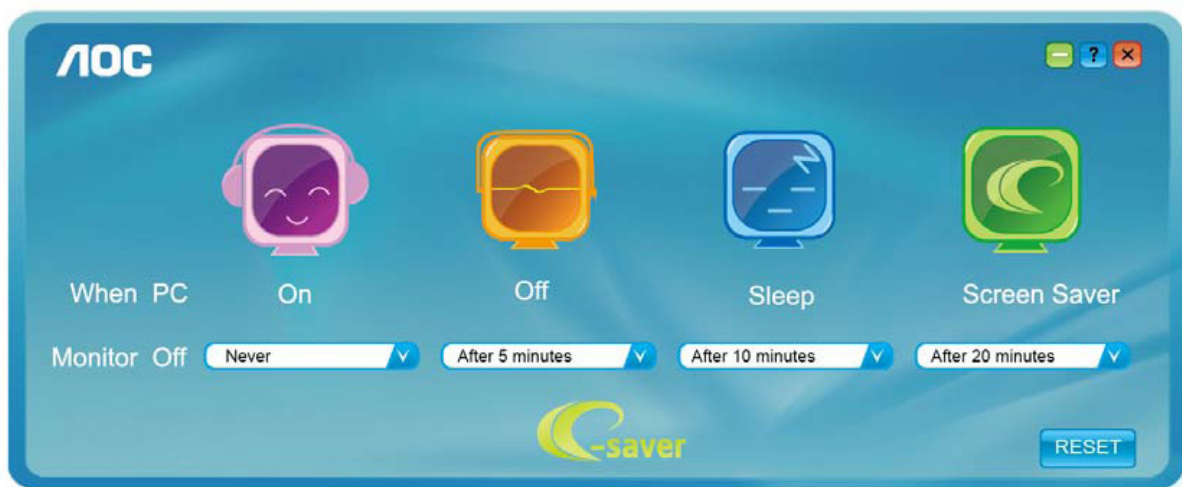 AOC
?
When PC On Off Sleep Screen Saver
Monitor Off Never After 5 minutes After 10 minutes After 20 minutes
e-saver
RESET